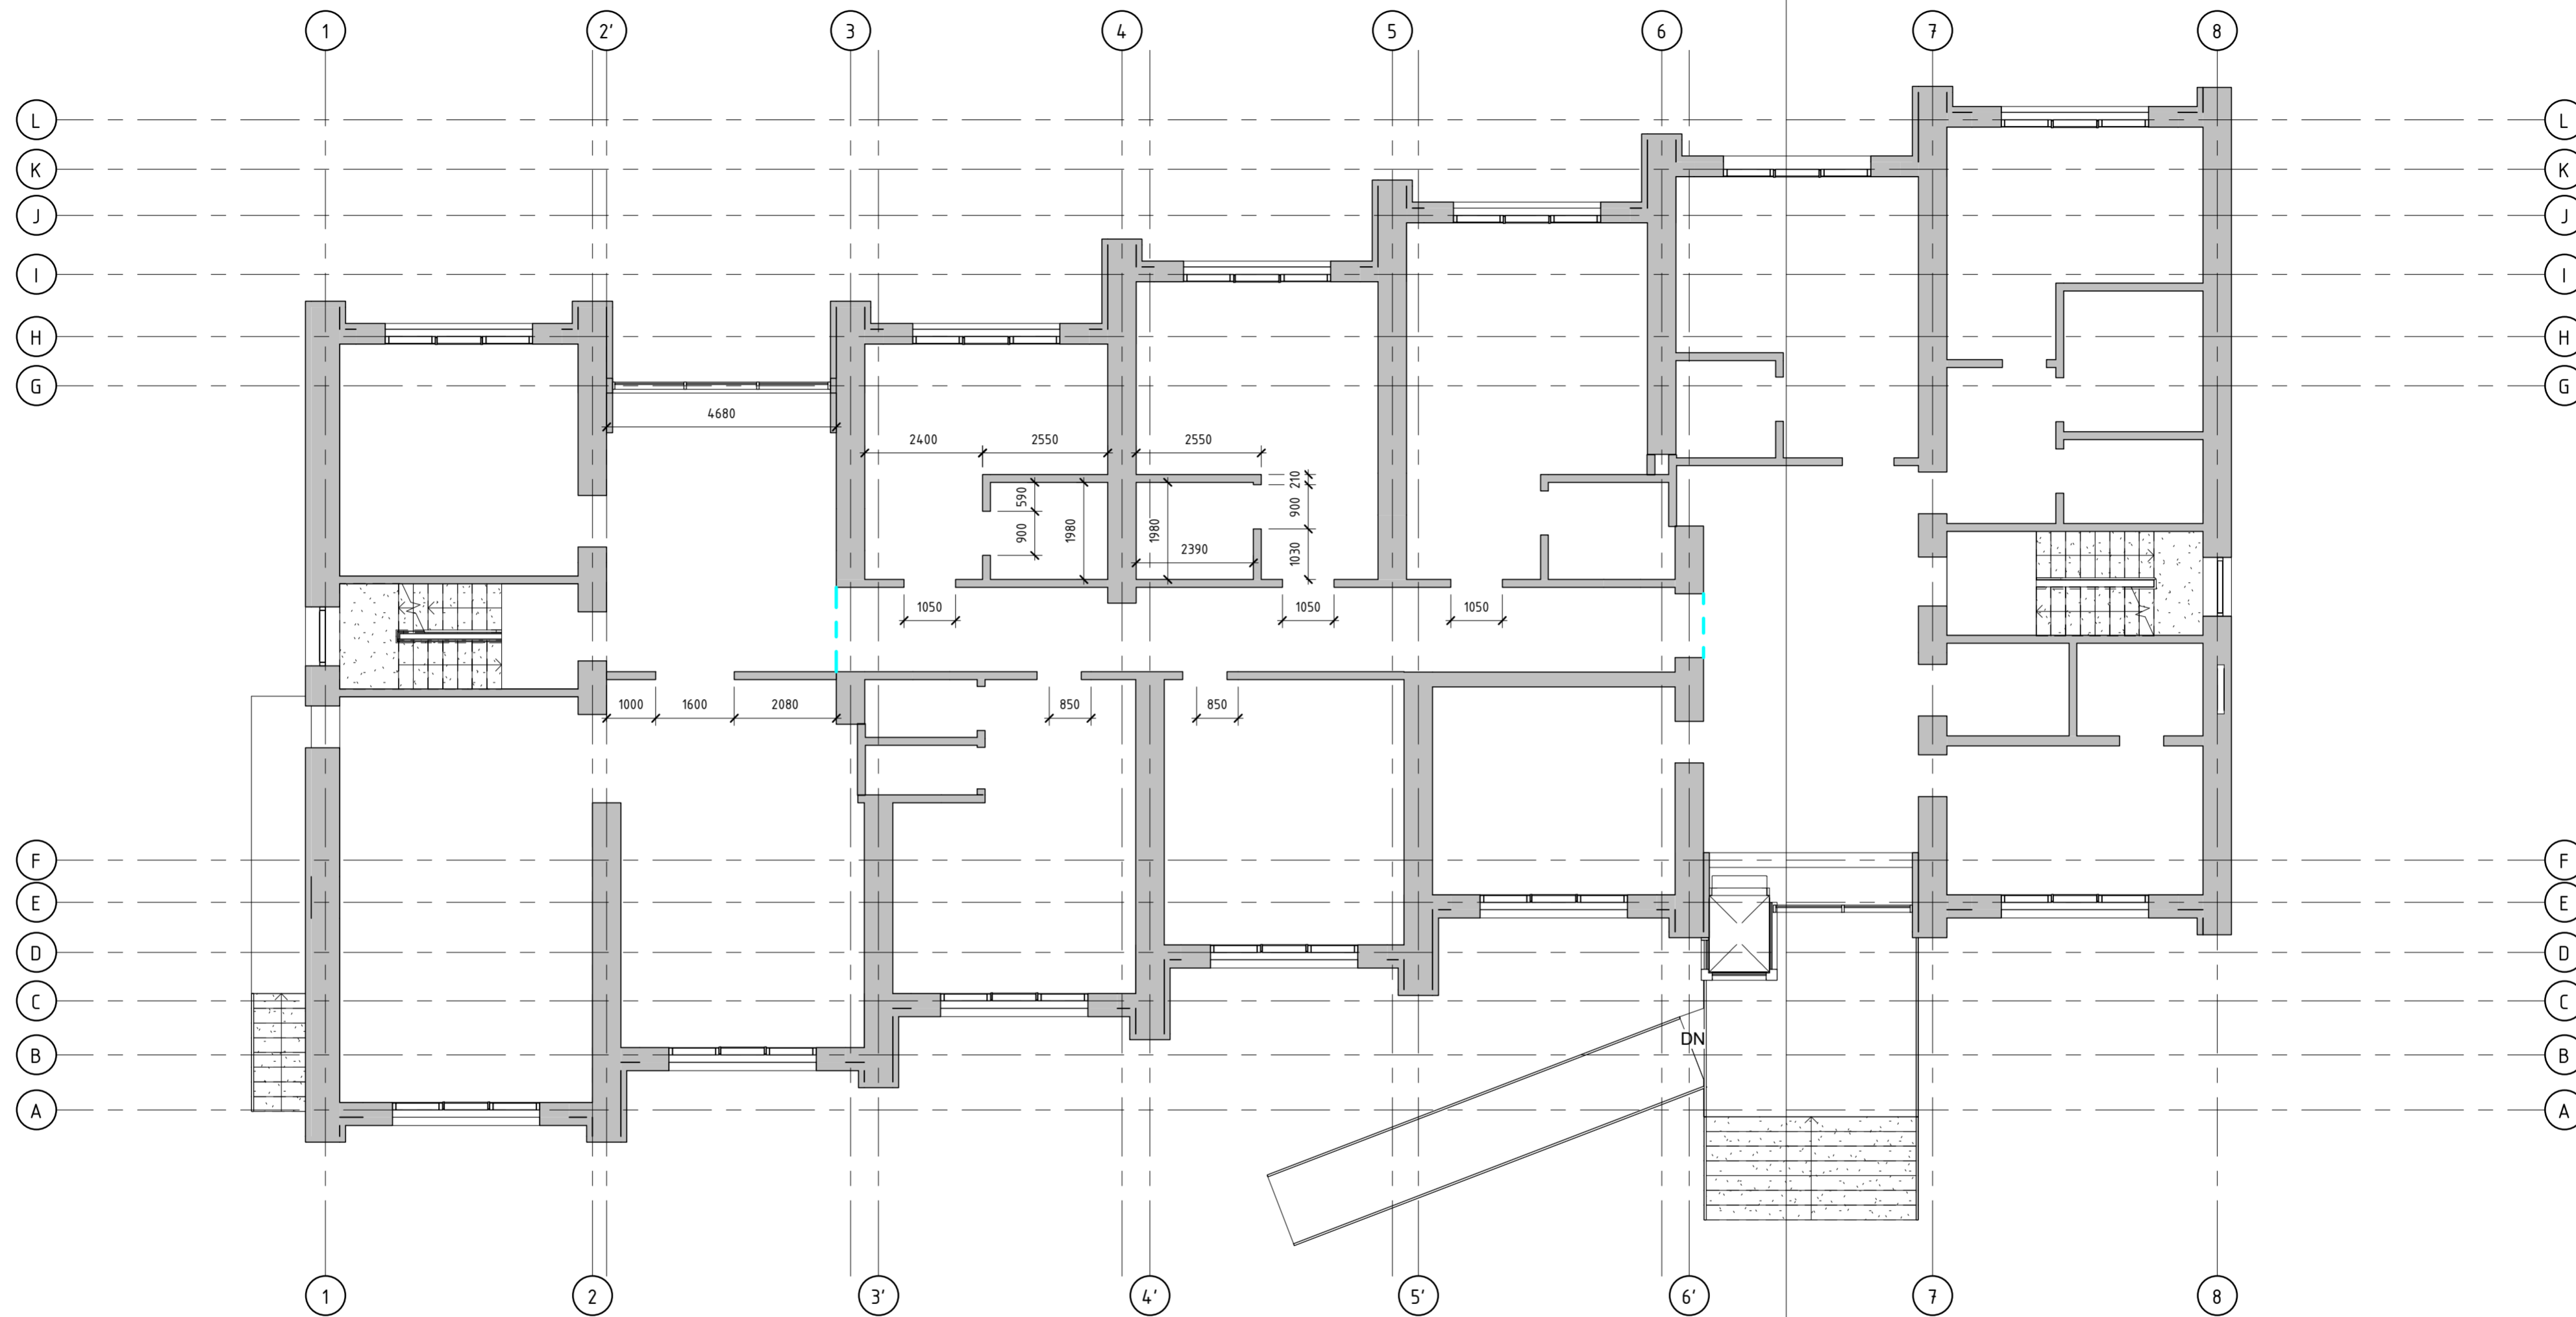 1 2′ 3 4 5 6 7 8
L L
K K
J J
I I
H H
G G
4680
2400 2550 2550
210
590 900
900 1980 1980
2390 1030
1050 1050 1050
1000 1600 2080 850 850
F F
E E
D D
C C
DN
B B
A A
1 2 3′ 4′ 5′ 6′ 7 8